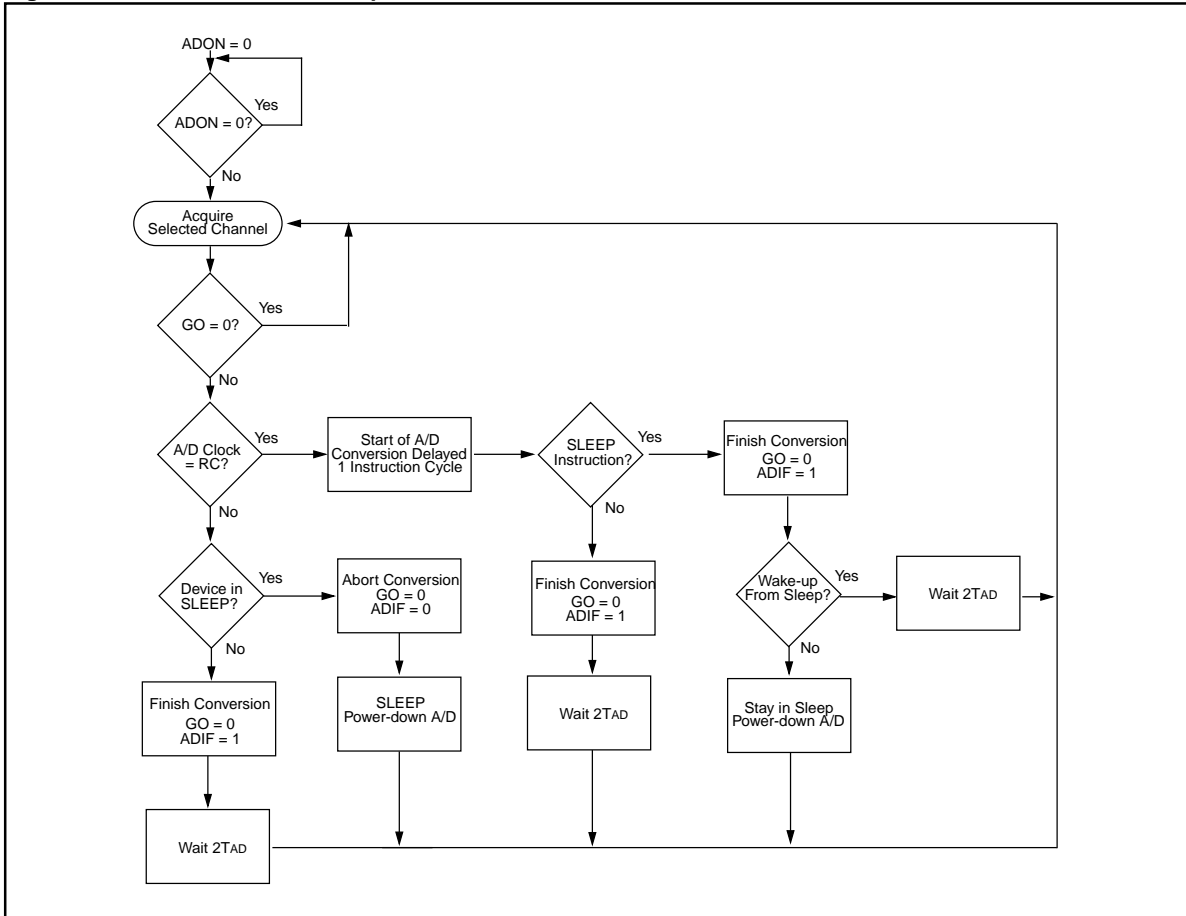 ADON = 0
Yes
ADON = 0?
No
Acquire
Selected Channel
Yes
GO = 0?
No
A/D Clock
= RC?
Yes
Start of A/D
Conversion Delayed
1 Instruction Cycle
SLEEP
Instruction?
Yes
Finish Conversion
GO = 0
ADIF = 1
No
No
Device in
SLEEP?
Yes
Abort Conversion
GO = 0
ADIF = 0
Finish Conversion
GO = 0
ADIF = 1
Wake-up
From Sleep?
Yes
Wait 2TAD
No
No
Finish Conversion
GO = 0
ADIF = 1
SLEEP
Power-down A/D
Wait 2TAD
Stay in Sleep
Power-down A/D
Wait 2TAD